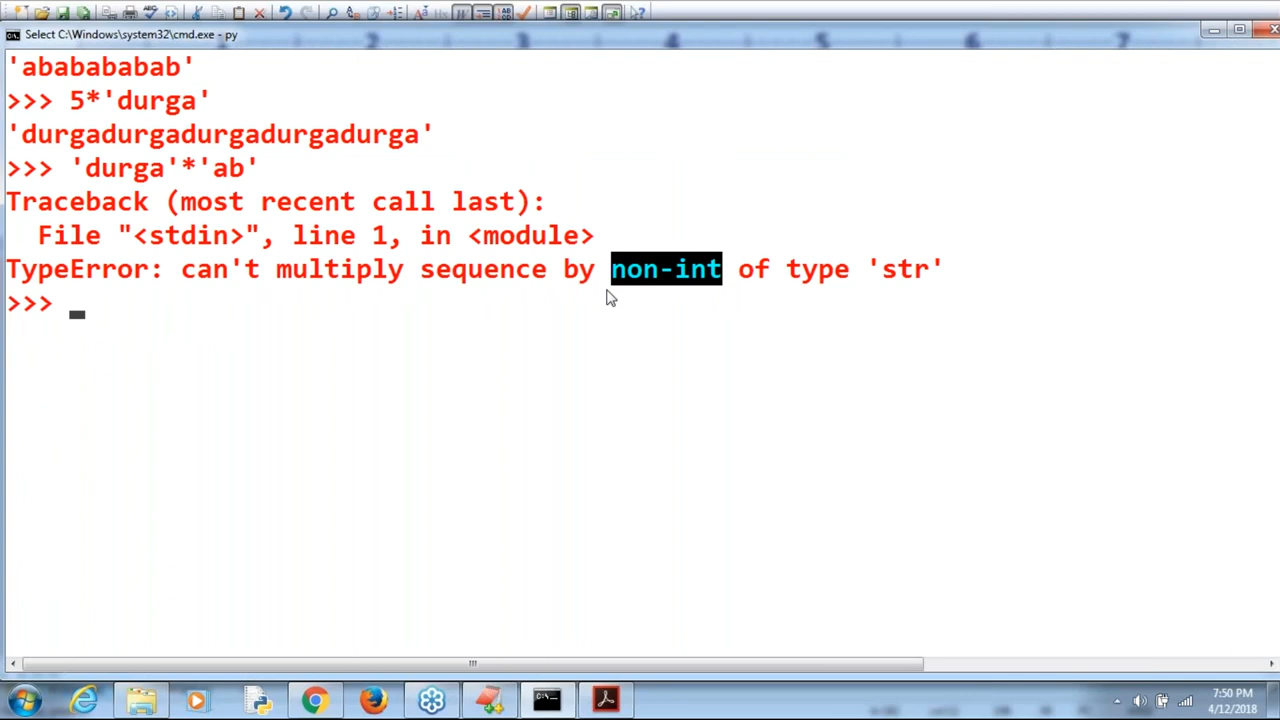 Select C:\Windows\system32\cmd.exe - py
'ababababab'
>>> 5*'durga'
'durgadurgadurgadurgadurga'
>>> 'durga'*'ab'
Traceback (most recent call last):
  File "<stdin>", line 1, in <module>
TypeError: can't multiply sequence by non-int of type 'str'
>>>
7:50 PM
4/12/2018